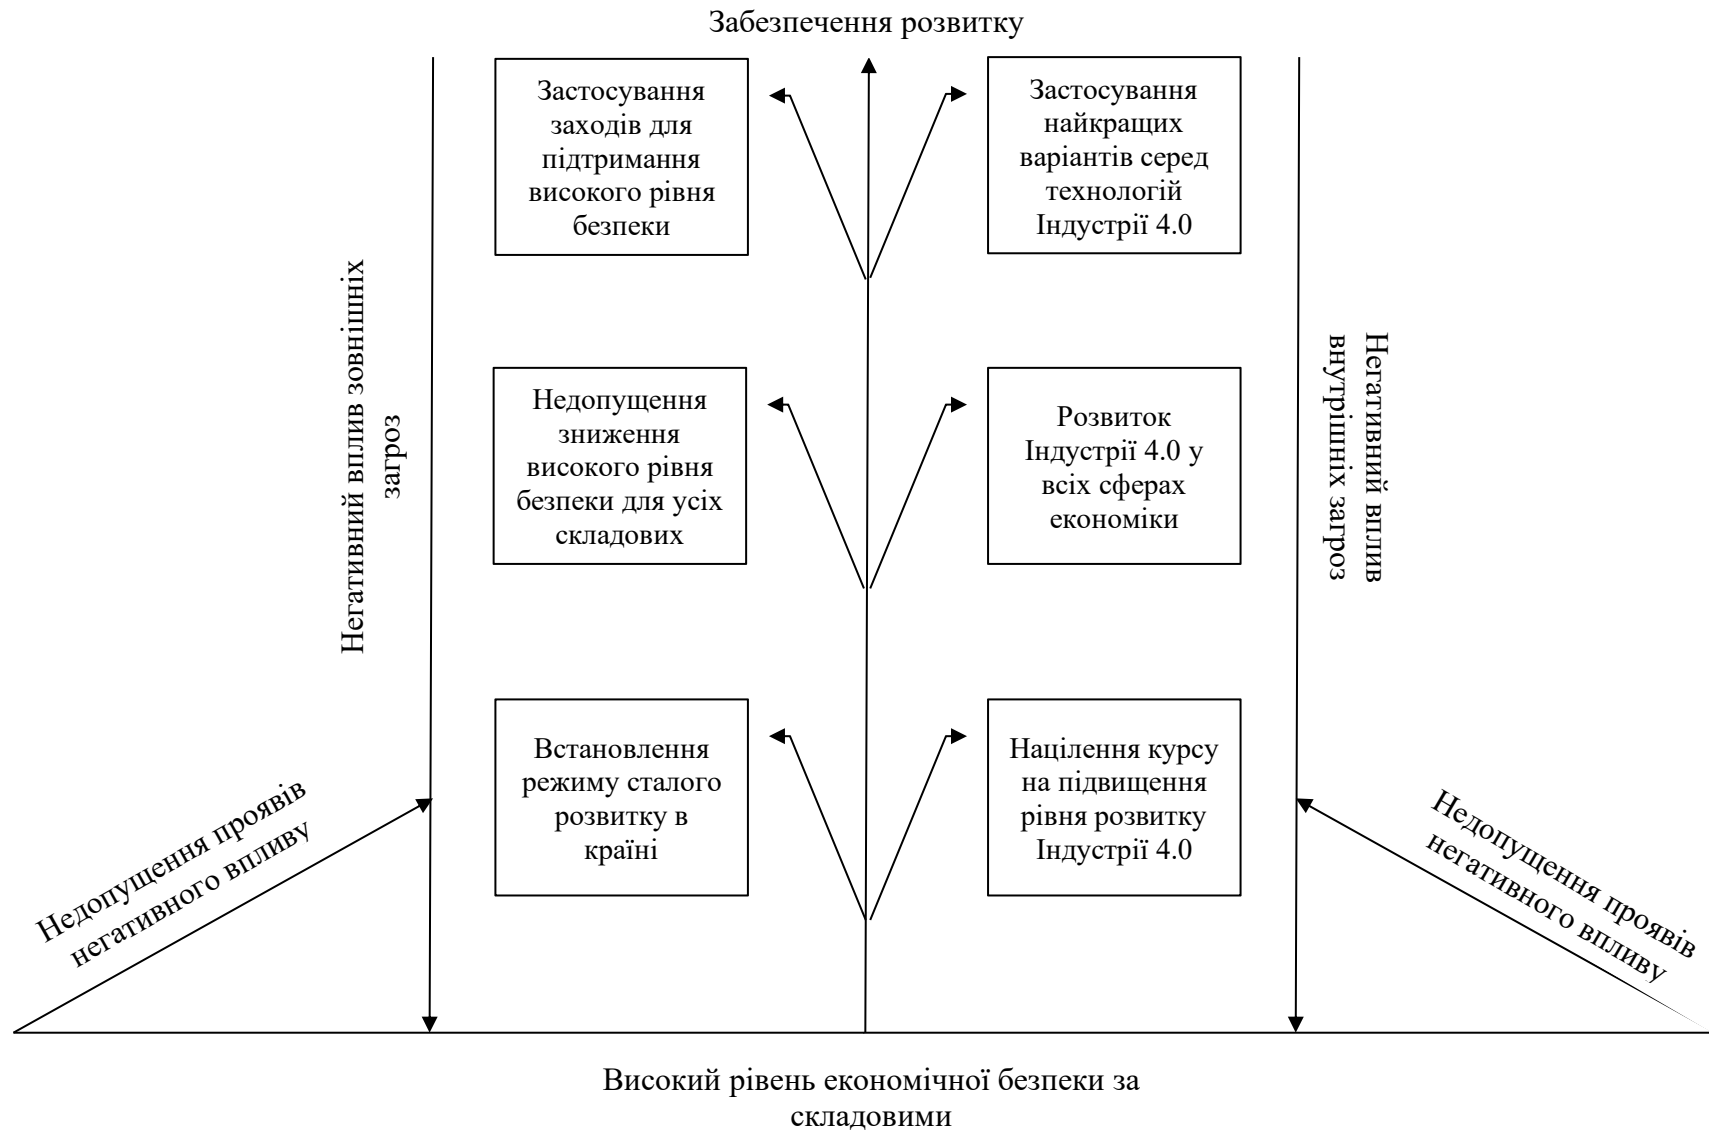 Забезпечення розвитку
Застосування
заходів для
підтримання
високого рівня
безпеки
Застосування
найкращих
варіантів серед
технологій
Індустрії 4.0
Негативний вплив зовнішніх
загроз
Недопущення
зниження
високого рівня
безпеки для усіх
складових
Розвиток
Індустрії 4.0 у
всіх сферах
економіки
Негативний вплив
внутрішніх загроз
Встановлення
режиму сталого
розвитку в
країні
Націлення курсу
на підвищення
рівня розвитку
Індустрії 4.0
Недопущення проявів
негативного впливу
Недопущення проявів
негативного впливу
Високий рівень економічної безпеки за
складовими